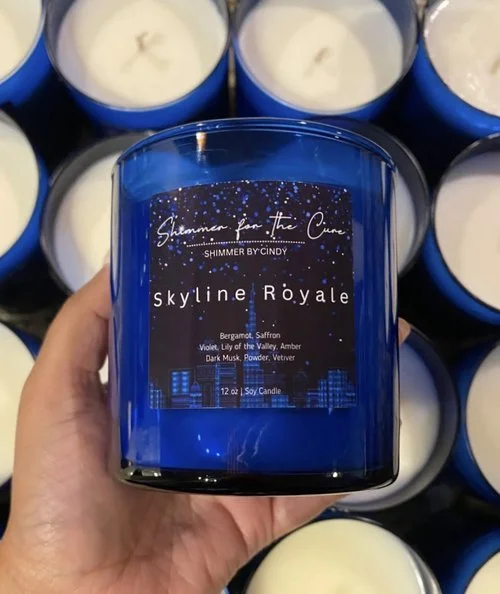 Shimmer for the Cure
SHIMMER BY CINDY
Skyline Royale
Bergamot, Saffron
Violet, Lily of the Valley, Amber
Dark Musk, Powder, Vetiver
12 oz | Soy Candle